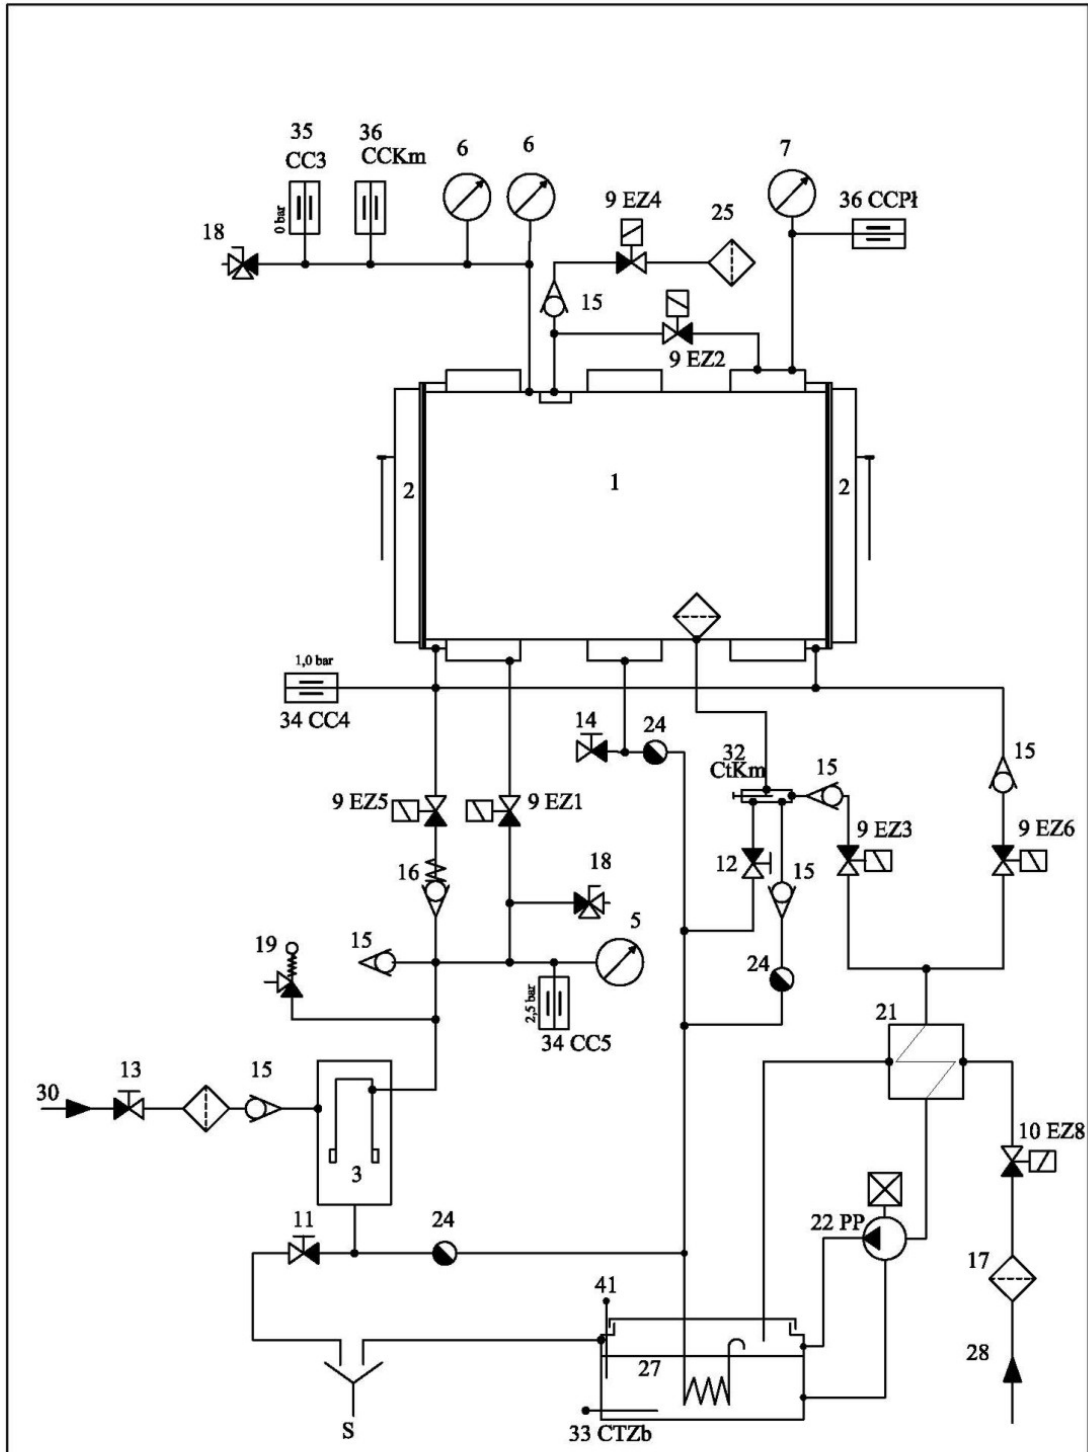 35
CC3
36
CCKm
6
6
7
0 bar
18
9 EZ4
25
36 CCPł
15
9 EZ2
2
1
2
1,0 bar
34 CC4
14
24
32
CtKm
15
15
9 EZ5
9 EZ1
9 EZ3
9 EZ6
16
12
18
15
15
5
19
24
2,5 bar
34 CC5
21
30
13
15
3
10 EZ8
11
24
22 PP
17
41
27
28
S
33 CTZb